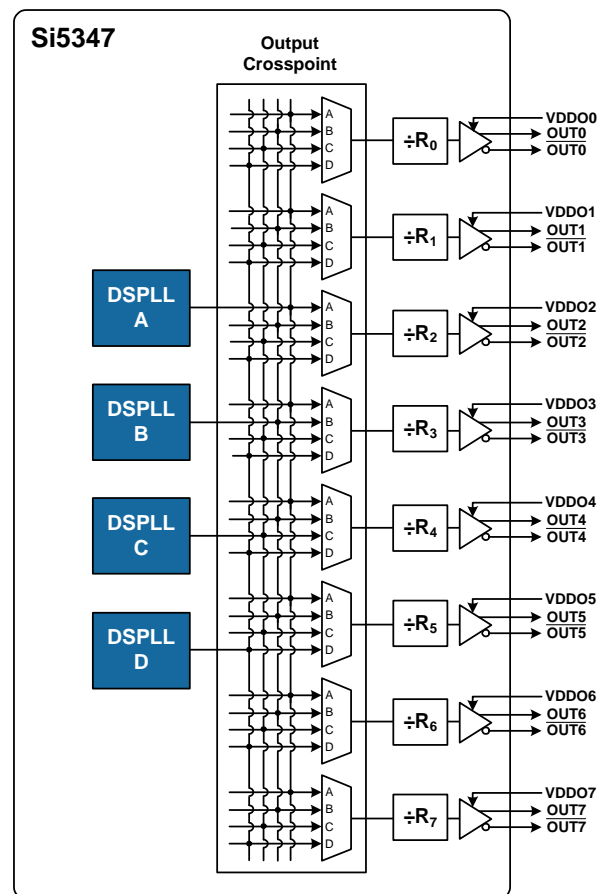 Si5347
Output
Crosspoint
A
B
C
D
÷R0
VDDO0
OUT0
OUT0
A
B
C
D
÷R1
VDDO1
OUT1
OUT1
DSPLL
A
A
B
C
D
÷R2
VDDO2
OUT2
OUT2
DSPLL
B
A
B
C
D
÷R3
VDDO3
OUT3
OUT3
DSPLL
C
A
B
C
D
÷R4
VDDO4
OUT4
OUT4
DSPLL
D
A
B
C
D
÷R5
VDDO5
OUT5
OUT5
A
B
C
D
÷R6
VDDO6
OUT6
OUT6
A
B
C
D
÷R7
VDDO7
OUT7
OUT7